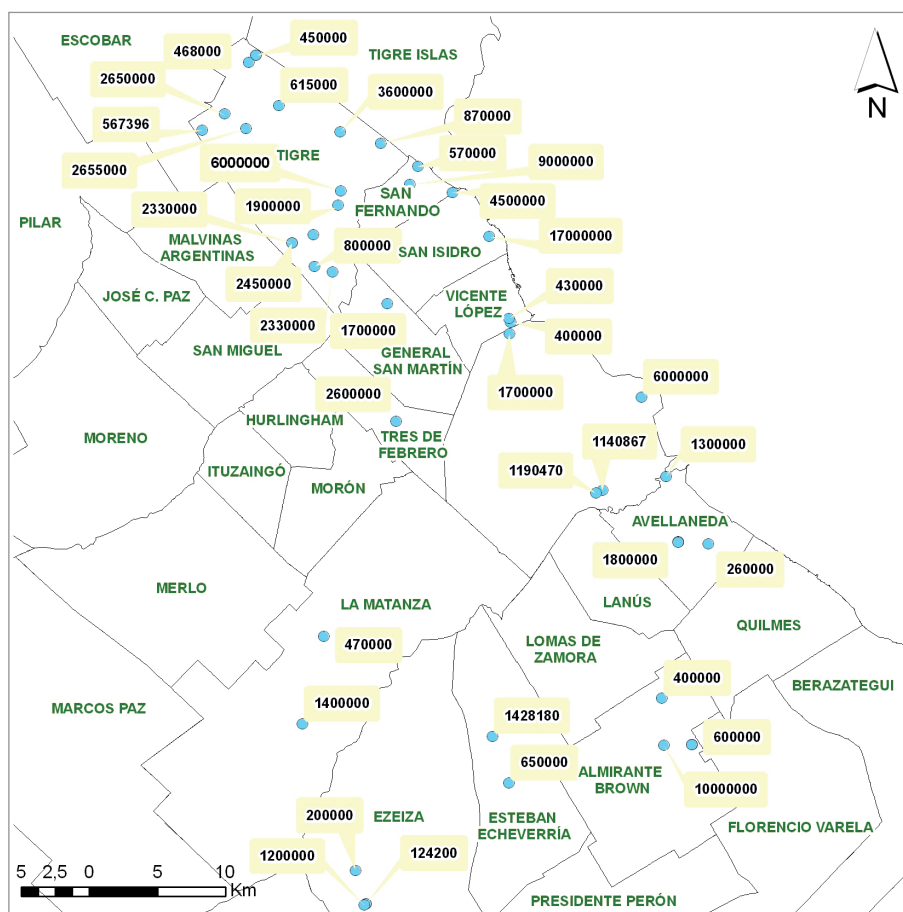 ESCOBAR
468000
450000
TIGRE ISLAS
2650000
615000
3600000
567396
870000
N
2655000
6000000
TIGRE
570000
9000000
2330000
1900000
SAN
FERNANDO
4500000
PILAR
MALVINAS
ARGENTINAS
800000
SAN ISIDRO
17000000
2450000
JOSÉ C. PAZ
VICENTE
LÓPEZ
430000
2330000
1700000
400000
SAN MIGUEL
GENERAL
SAN MARTÍN
2600000
1700000
6000000
HURLINGHAM
MORENO
TRES DE
FEBRERO
1140867
1300000
ITUZAINGÓ
1190470
MORÓN
AVELLANEDA
1800000
260000
MERLO
LANÚS
LA MATANZA
QUILMES
470000
LOMAS DE
ZAMORA
400000
BERAZATEGUI
MARCOS PAZ
1400000
1428180
600000
650000
ALMIRANTE
BROWN
10000000
200000
EZEIZA
ESTEBAN
ECHEVERRÍA
FLORENCIO VARELA
1200000
124200
5 2,5 0 5 10
Km
PRESIDENTE PERÓN